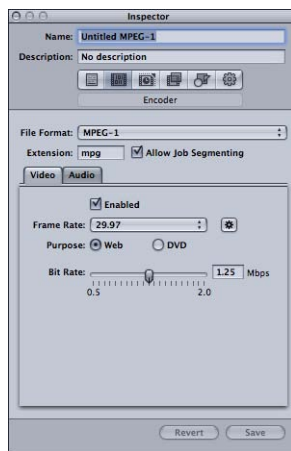 Inspector
Name: Untitled MPEG-1
Description: No description
Encoder
File Format: MPEG-1
Extension: mpg Allow Job Segmenting
Video Audio
Enabled
Frame Rate: 29.97
Purpose: Web DVD
Bit Rate: 1.25 Mbps
0.5 2.0
Revert Save